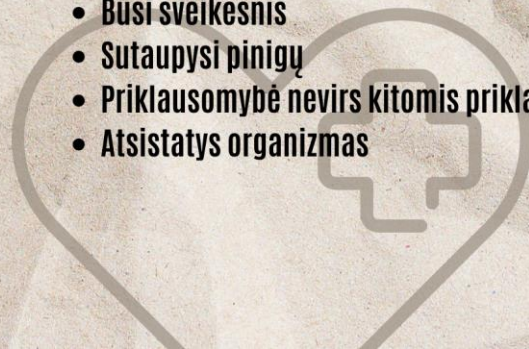 Būsi sveikesnis
Sutaupysi pinigų
Priklausomybė nevirs kitomis
Atsistatys organizmas